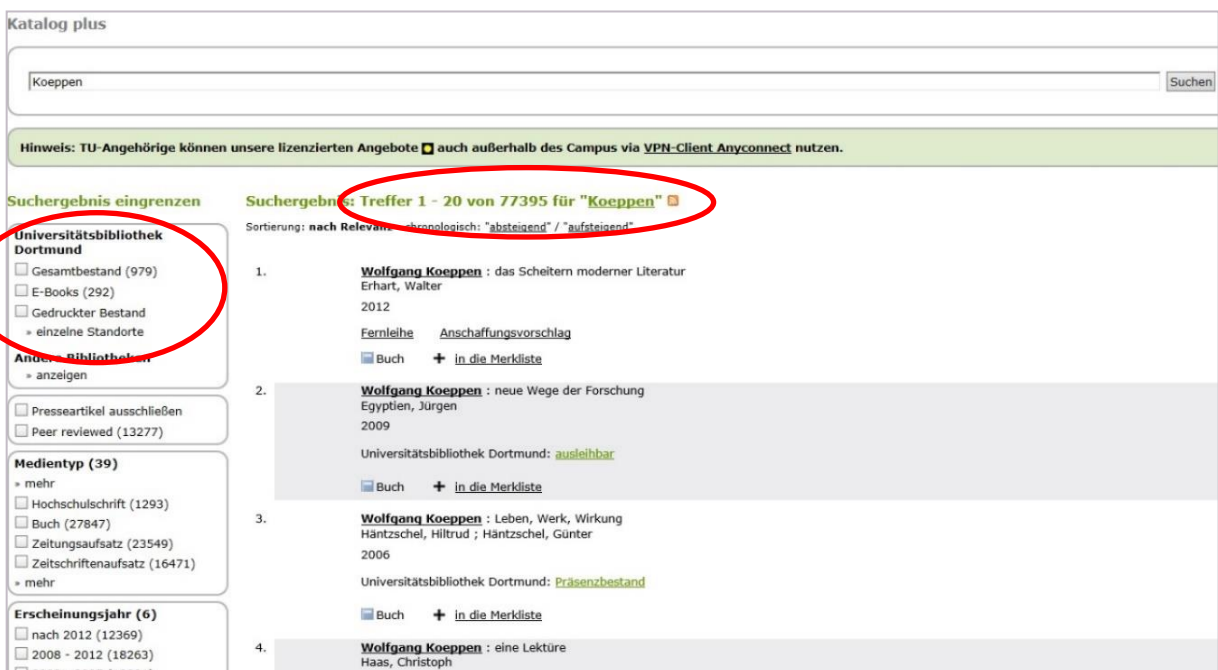 Katalog plus
Koeppen
Suchen
Hinweis: TU-Angehörige können unsere lizenzierten Angebote auch außerhalb des Campus via VPN-Client Anyconnect nutzen.
Suchergebnis eingrenzen
Universitätsbibliothek
Dortmund
Gesamtbestand (979)
E-Books (292)
Gedruckter Bestand
» einzelne Standorte
Andere Bibliotheken
» anzeigen
Presseartikel ausschließen
Peer reviewed (13277)
Medientyp (39)
» mehr
Hochschulschrift (1293)
Buch (27847)
Zeitungsaufsatz (23549)
Zeitschriftenaufsatz (16471)
» mehr
Erscheinungsjahr (6)
nach 2012 (12369)
2008 - 2012 (18263)
Suchergebnis: Treffer 1 - 20 von 77395 für "Koeppen"
Sortierung: nach Relevanz chronologisch: "absteigend" / "aufsteigend"
1. Wolfgang Koeppen : das Scheitern moderner Literatur
Erhart, Walter
2012
Fernleihe Anschaffungsvorschlag
Buch + in die Merkliste
2. Wolfgang Koeppen : neue Wege der Forschung
Egyptien, Jürgen
2009
Universitätsbibliothek Dortmund: ausleihbar
Buch + in die Merkliste
3. Wolfgang Koeppen : Leben, Werk, Wirkung
Häntzschel, Hiltrud ; Häntzschel, Günter
2006
Universitätsbibliothek Dortmund: Präsenzbestand
Buch + in die Merkliste
4. Wolfgang Koeppen : eine Lektüre
Haas, Christoph